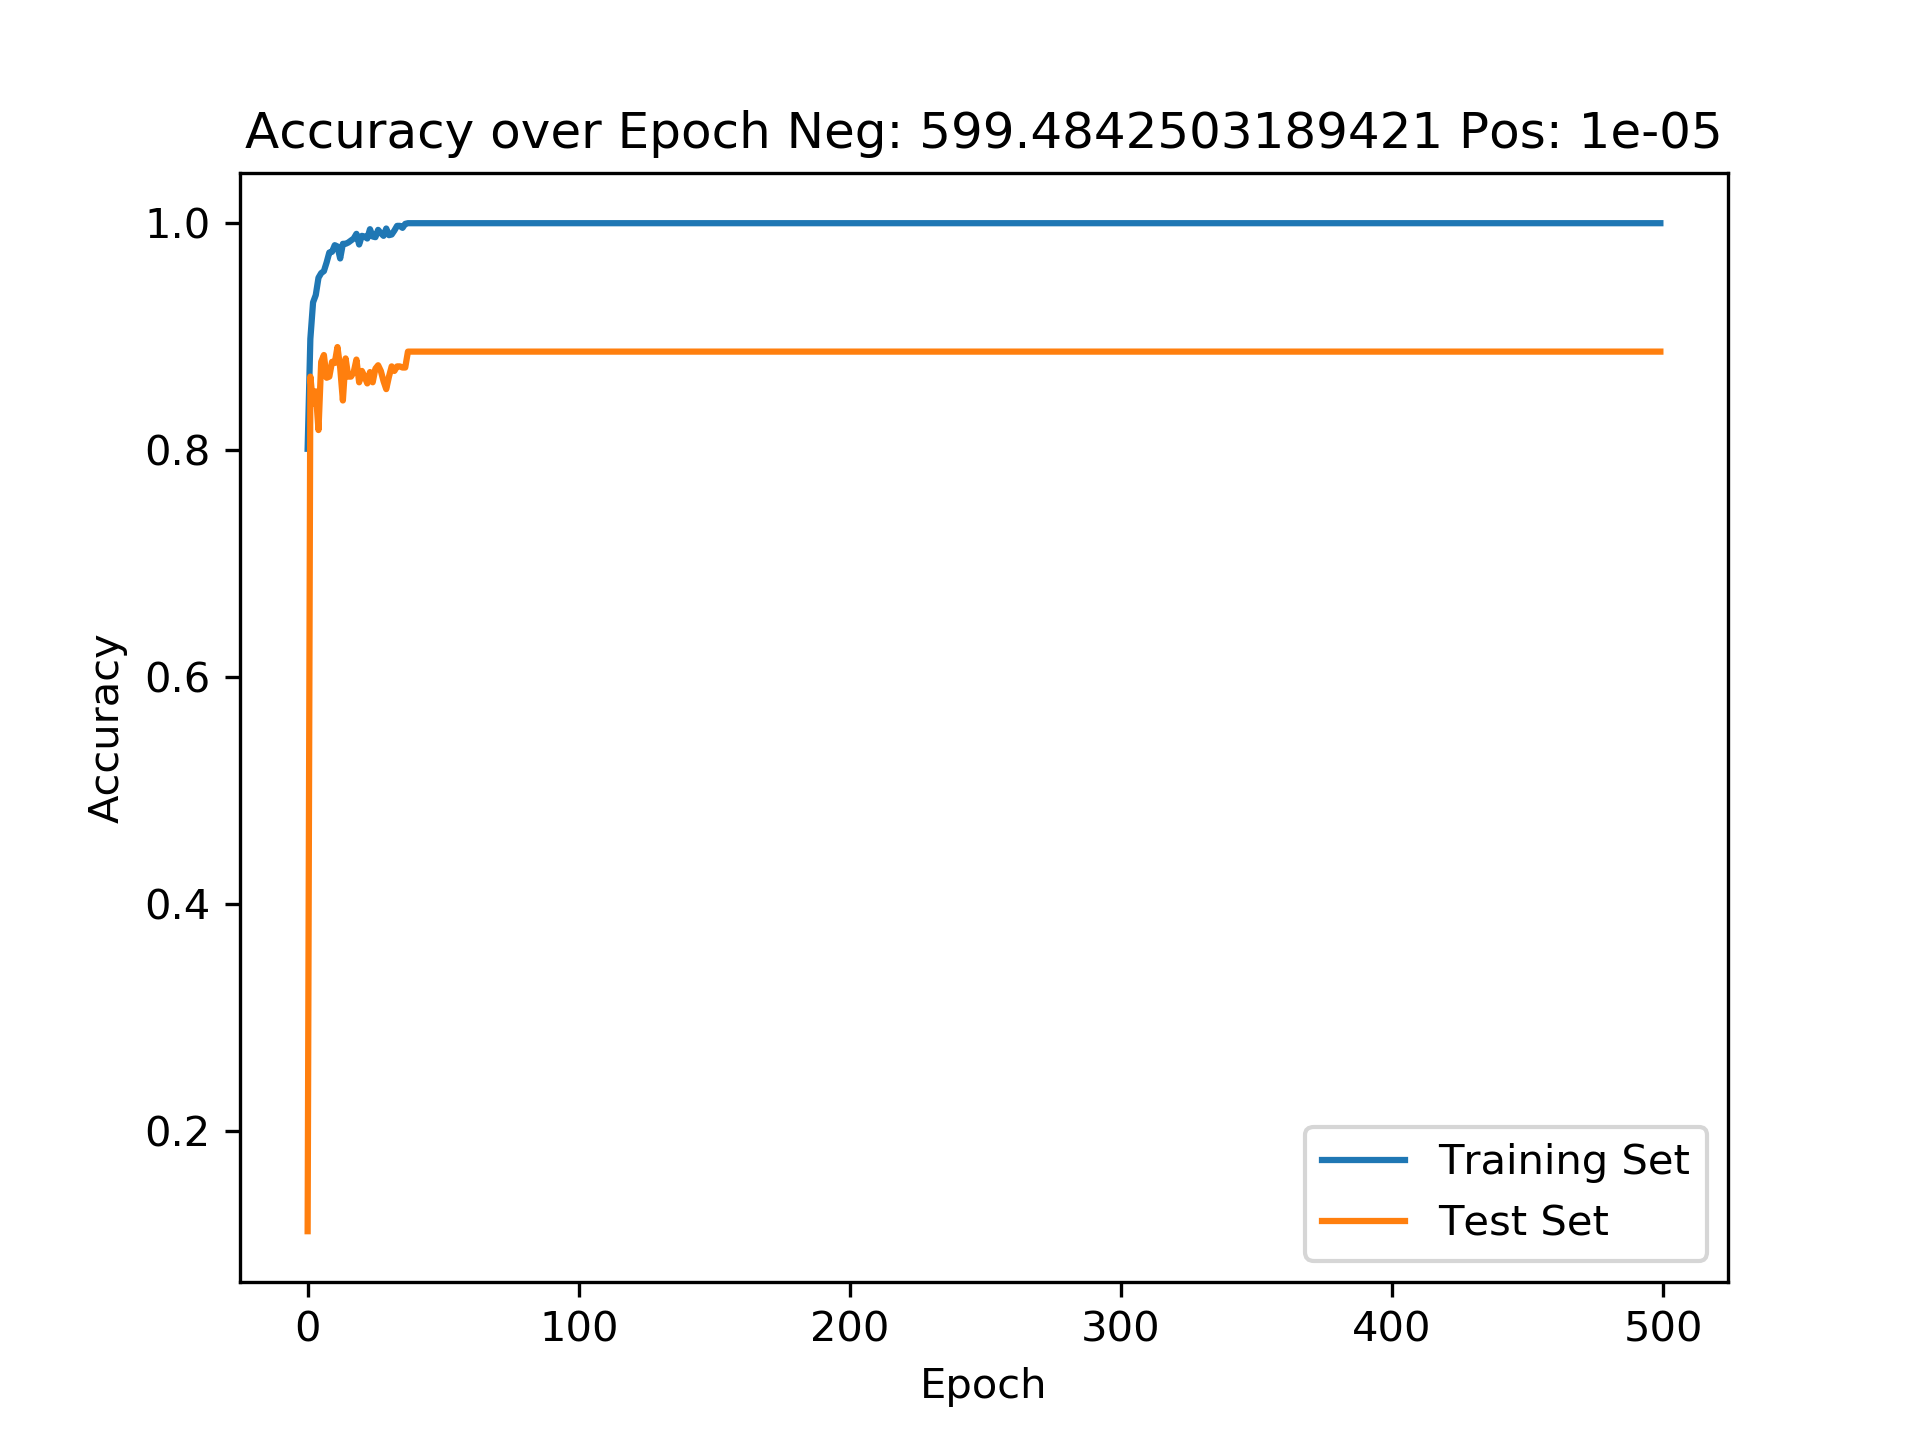 Accuracy over Epoch Neg: 599.4842503189421 Pos: 1e-05
1.0
0.8
0.6
0.4
0.2
Accuracy
0 100 200 300 400 500
Epoch
Training Set
Test Set